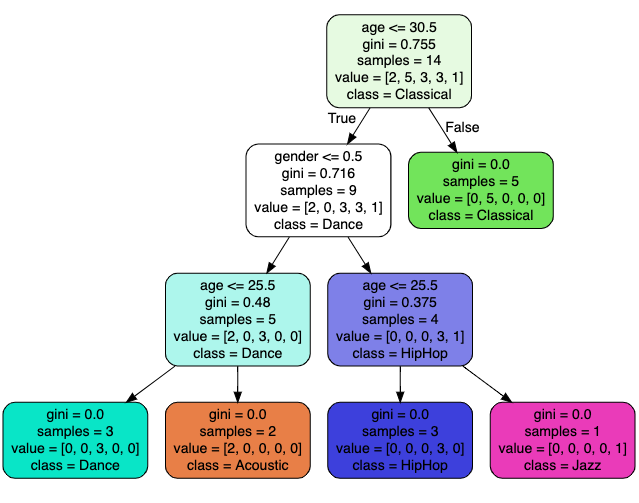 age <= 30.5
gini = 0.755
samples = 14
value = [2, 5, 3, 3, 1]
class = Classical
True
False
gender <= 0.5
gini = 0.716
samples = 9
value = [2, 0, 3, 3, 1]
class = Dance
gini = 0.0
samples = 5
value = [0, 5, 0, 0, 0]
class = Classical
age <= 25.5
gini = 0.48
samples = 5
value = [2, 0, 3, 0, 0]
class = Dance
age <= 25.5
gini = 0.375
samples = 4
value = [0, 0, 0, 3, 1]
class = HipHop
gini = 0.0
samples = 3
value = [0, 0, 3, 0, 0]
class = Dance
gini = 0.0
samples = 2
value = [2, 0, 0, 0, 0]
class = Acoustic
gini = 0.0
samples = 3
value = [0, 0, 0, 3, 0]
class = HipHop
gini = 0.0
samples = 1
value = [0, 0, 0, 0, 1]
class = Jazz